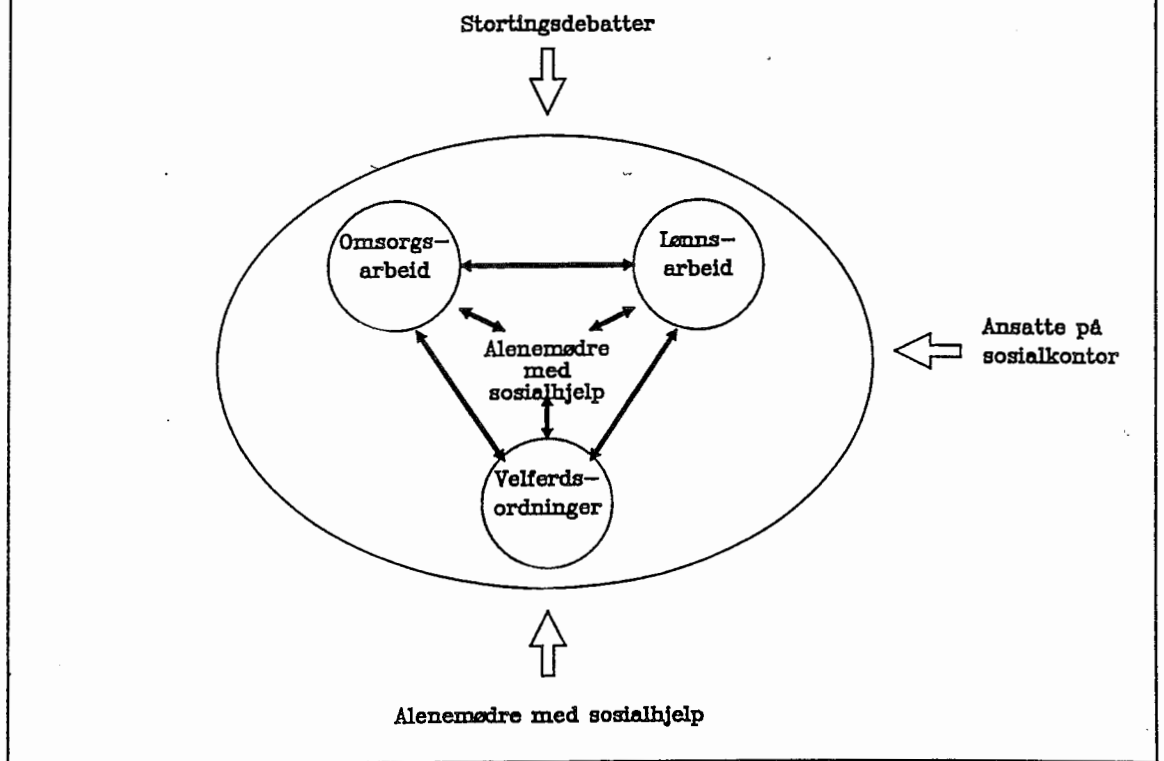 Stortingsdebatter
Omsorgs-
arbeid
Lønns-
arbeid
Ansatte på
sosialkontor
Alenemødre
med
sosialhjelp
Velferds-
ordninger
Alenemødre med sosialhjelp